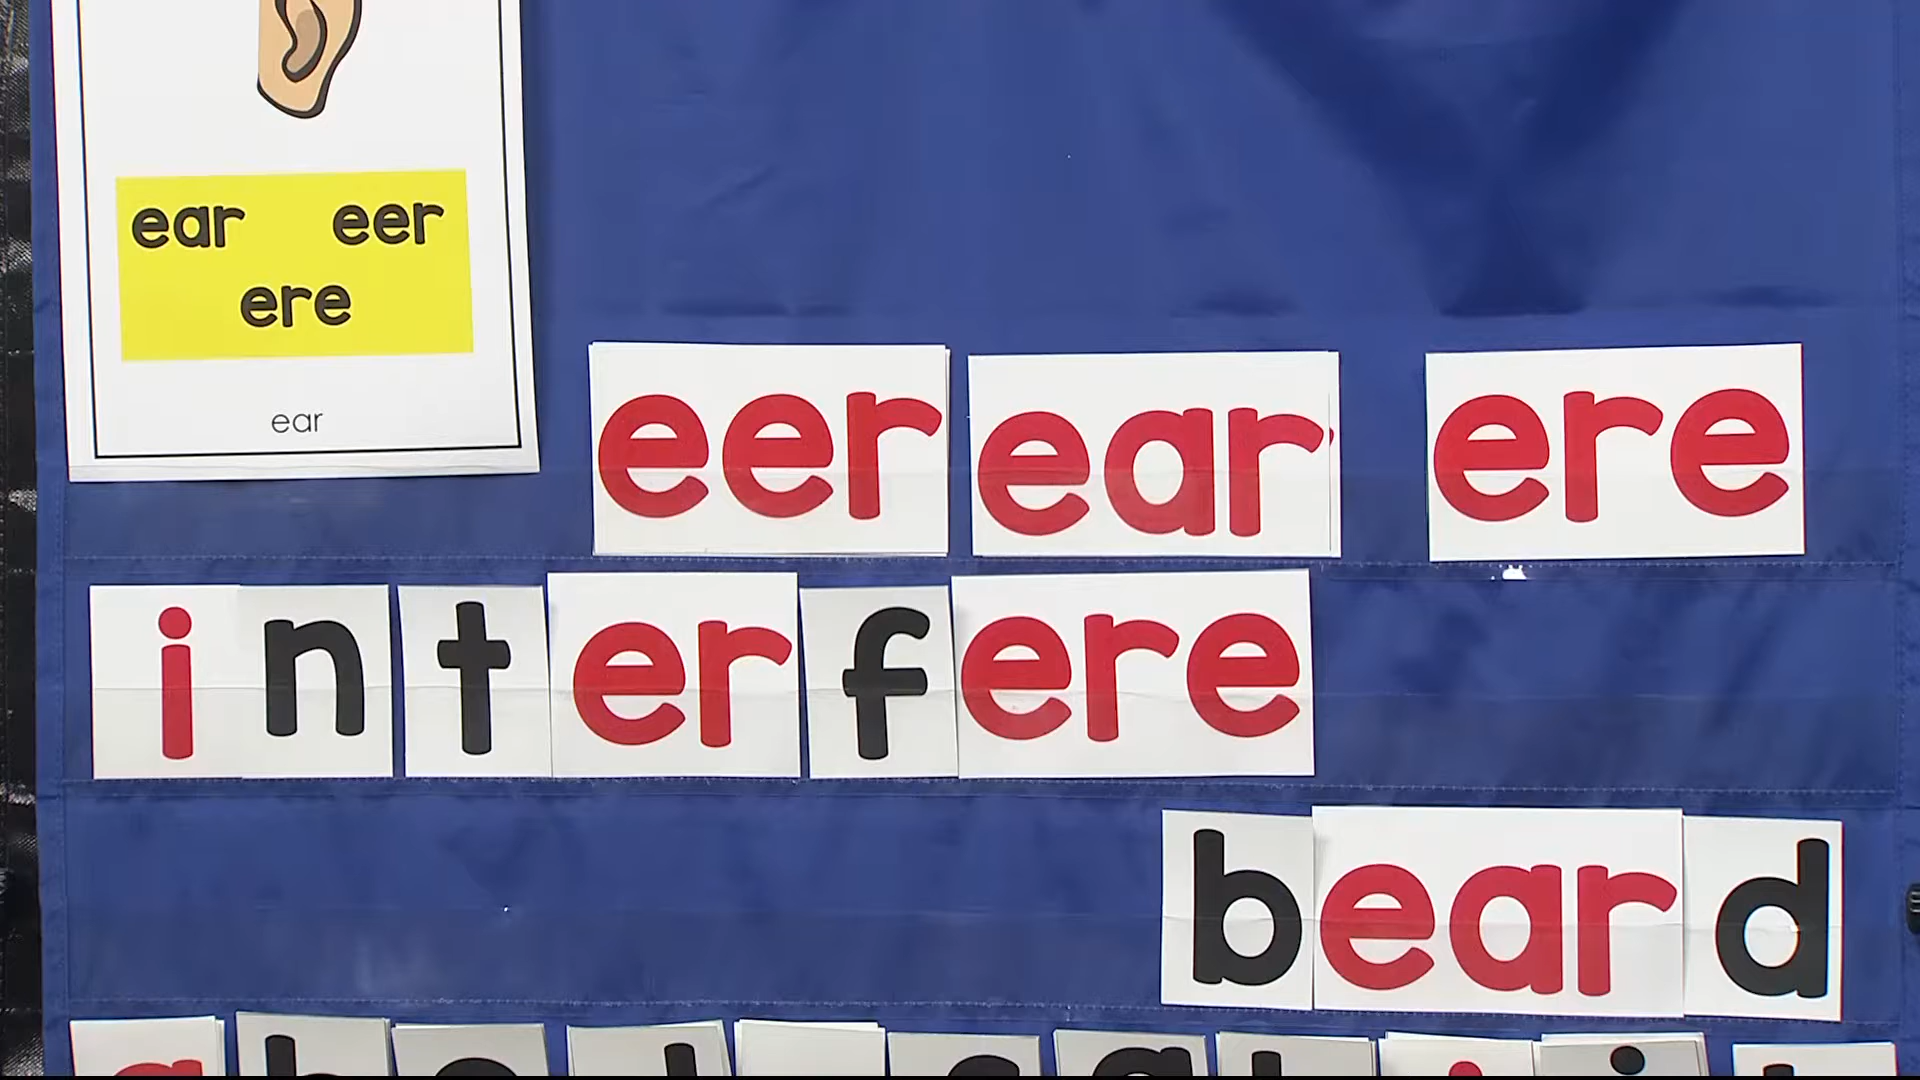 ear eer
ere
ear
eer ear ere
interfere
beard
a b c d e f g h i j k